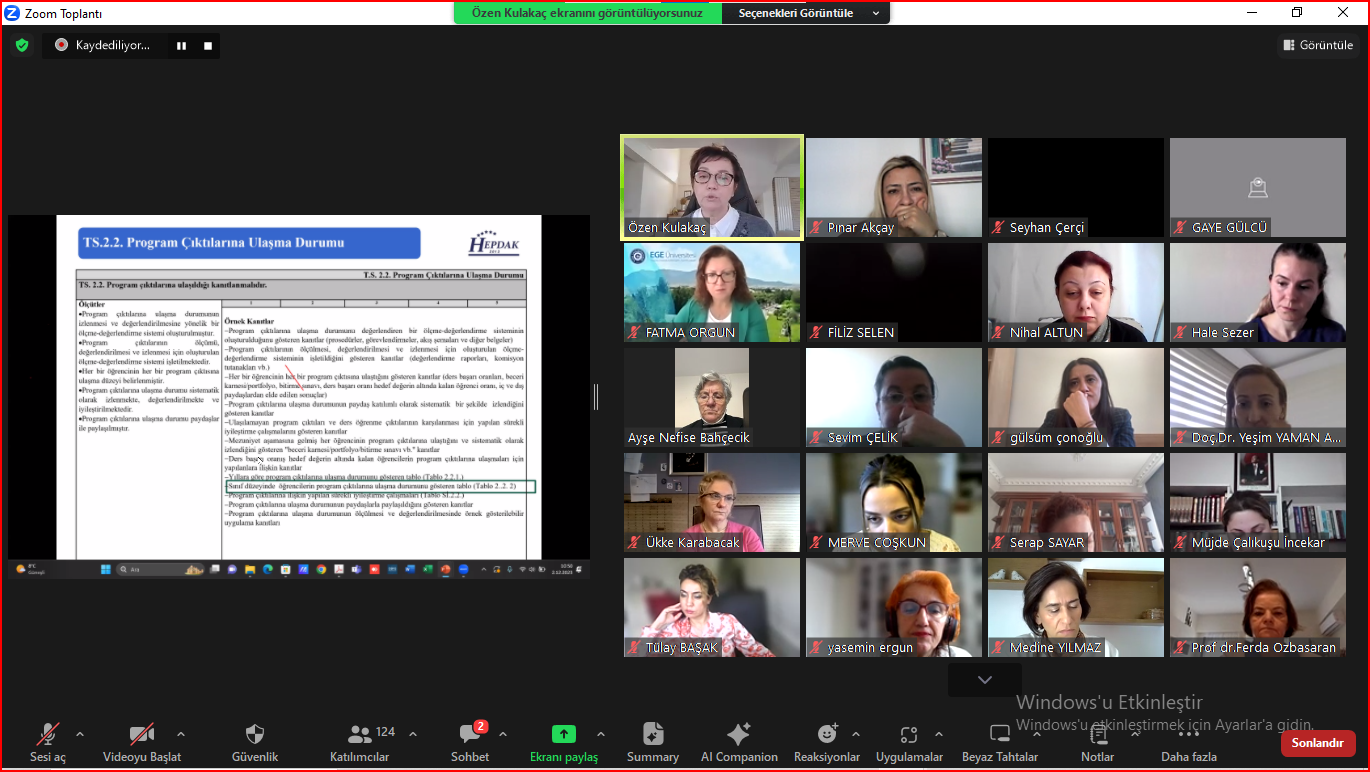 Zoom Toplantı
Özen Kulakaç ekranını görüntülüyorsunuz
Seçenekleri Görüntüle
Kaydediliyor...
Görüntüle
TS.2.2. Program Çıktılarına Ulaşma Durumu
HEPDAK
T.S. 2.2. Program Çıktılarına Ulaşma Durumu
TS. 2.2. Program çıktılarına ulaşıldığı kanıtlanmalıdır.
Ölçütler
1 2 3 4 5
•Program çıktılarına ulaşma durumunun
izlenmesi ve değerlendirilmesine yönelik bir
ölçme-değerlendirme sistemi oluşturulmuştur.
•Program çıktılarının ölçümü,
değerlendirilmesi ve izlenmesi için oluşturulan
ölçme-değerlendirme sistemi işletilmektedir.
•Her bir öğrencinin her bir program çıktısına
ulaşma düzeyi belirlenmiştir.
•Program çıktılarına ulaşma durumu sistematik
olarak izlenmekte, değerlendirilmekte ve
iyileştirilmektedir.
•Program çıktılarına ulaşma durumu paydaşlar
ile paylaşılmıştır.
Örnek Kanıtlar
–Program çıktılarına ulaşma durumunu değerlendiren bir ölçme-değerlendirme sisteminin
oluşturulduğunu gösteren kanıtlar (prosedürler, görevlendirmeler, akış şemaları ve diğer belgeler)
–Program çıktılarının ölçülmesi, değerlendirilmesi ve izlenmesi için oluşturulan ölçme-
değerlendirme sisteminin işletildiğini gösteren kanıtlar (değerlendirme raporları, komisyon
tutanakları vb.)
–Her bir öğrencinin her bir program çıktısına ulaştığını gösteren kanıtlar (ders başarı oranları, beceri
karnesi/portfolyo, bitirme sınavı, ders başarı oranı hedef değerin altında kalan öğrenci oranı, iç ve dış
paydaşlardan elde edilen sonuçlar)
–Program çıktılarına ulaşma durumunun paydaş katılımlı olarak sistematik bir şekilde izlendiğini
gösteren kanıtlar
–Ulaşılamayan program çıktıları ve ders öğrenme çıktılarının karşılanması için yapılan sürekli
iyileştirme çalışmalarını gösteren kanıtlar
–Mezuniyet aşamasına gelmiş her öğrencinin program çıktılarına ulaştığını ve sistematik olarak
izlendiğini gösteren "beceri karnesi/portfolyo/bitirme sınavı vb." kanıtlar
–Ders başarı oranı hedef değerin altında kalan öğrencilerin program çıktılarına ulaşmaları için
yapılanlara ilişkin kanıtlar
–Yıllara göre program çıktılarına ulaşma durumunu gösteren tablo (Tablo 2.2.1.)
–Sınıf düzeyinde öğrencilerin program çıktılarına ulaşma durumunu gösteren tablo (Tablo 2..2. 2)
–Program çıktılarına ilişkin yapılan sürekli iyileştirme çalışmaları (Tablo SI.2.2.)
–Program çıktılarına ulaşma durumunun paydaşlarla paylaşıldığını gösteren kanıtlar
–Program çıktılarına ulaşma durumunun ölçülmesi ve değerlendirilmesinde örnek gösterilebilir
uygulama kanıtları
8°C
Güneşli
Ara
10:50
2.12.2025
Özen Kulakaç
Pınar Akçay
Seyhan Çerçi
GAYE GÜLCÜ
EGE Üniversitesi
FATMA ORGUN
FİLİZ SELEN
Nihal ALTUN
Hale Sezer
Ayşe Nefise Bahçecik
Sevim ÇELİK
gülsüm çonoğlu
Doç.Dr. Yeşim YAMAN A...
Ükke Karabacak
MERVE COŞKUN
Serap SAYAR
Müjde Çalıkuşu İncekar
Tülay BAŞAK
yasemin ergun
Medine YILMAZ
Prof dr.Ferda Ozbasaran
Windows'u Etkinleştir
Windows'u etkinleştirmek için Ayarlar'a gidin.
124
2
Sesi aç
Videoyu Başlat
Güvenlik
Katılımcılar
Sohbet
Ekranı paylaş
Summary
AI Companion
Reaksiyonlar
Uygulamalar
Beyaz Tahtalar
Notlar
Daha fazla
Sonlandır